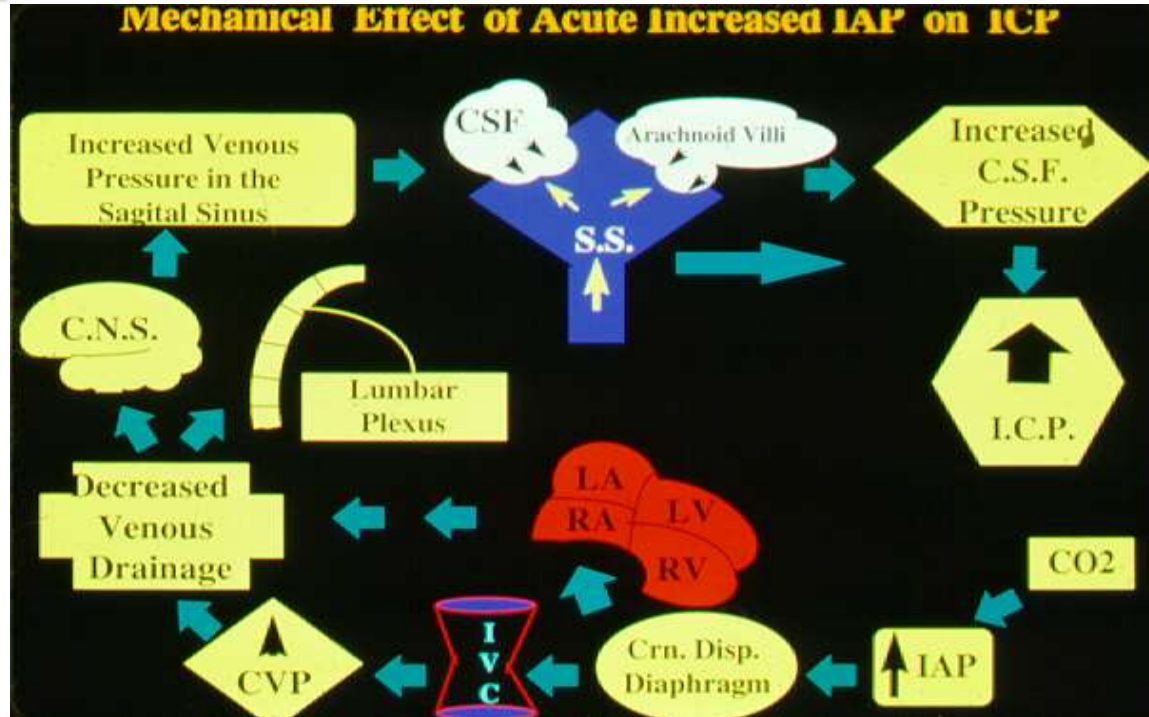 Mechanical Effect of Acute Increased IAP on ICP
Increased Venous
Pressure in the
Sagital Sinus
CSF
Arachnoid Villi
Increased
C.S.F.
Pressure
S.S.
C.N.S.
Lumbar
Plexus
I.C.P.
Decreased
Venous
Drainage
LA
RA
LV
RV
CO2
CVP
I
V
C
Crn. Disp.
Diaphragm
IAP